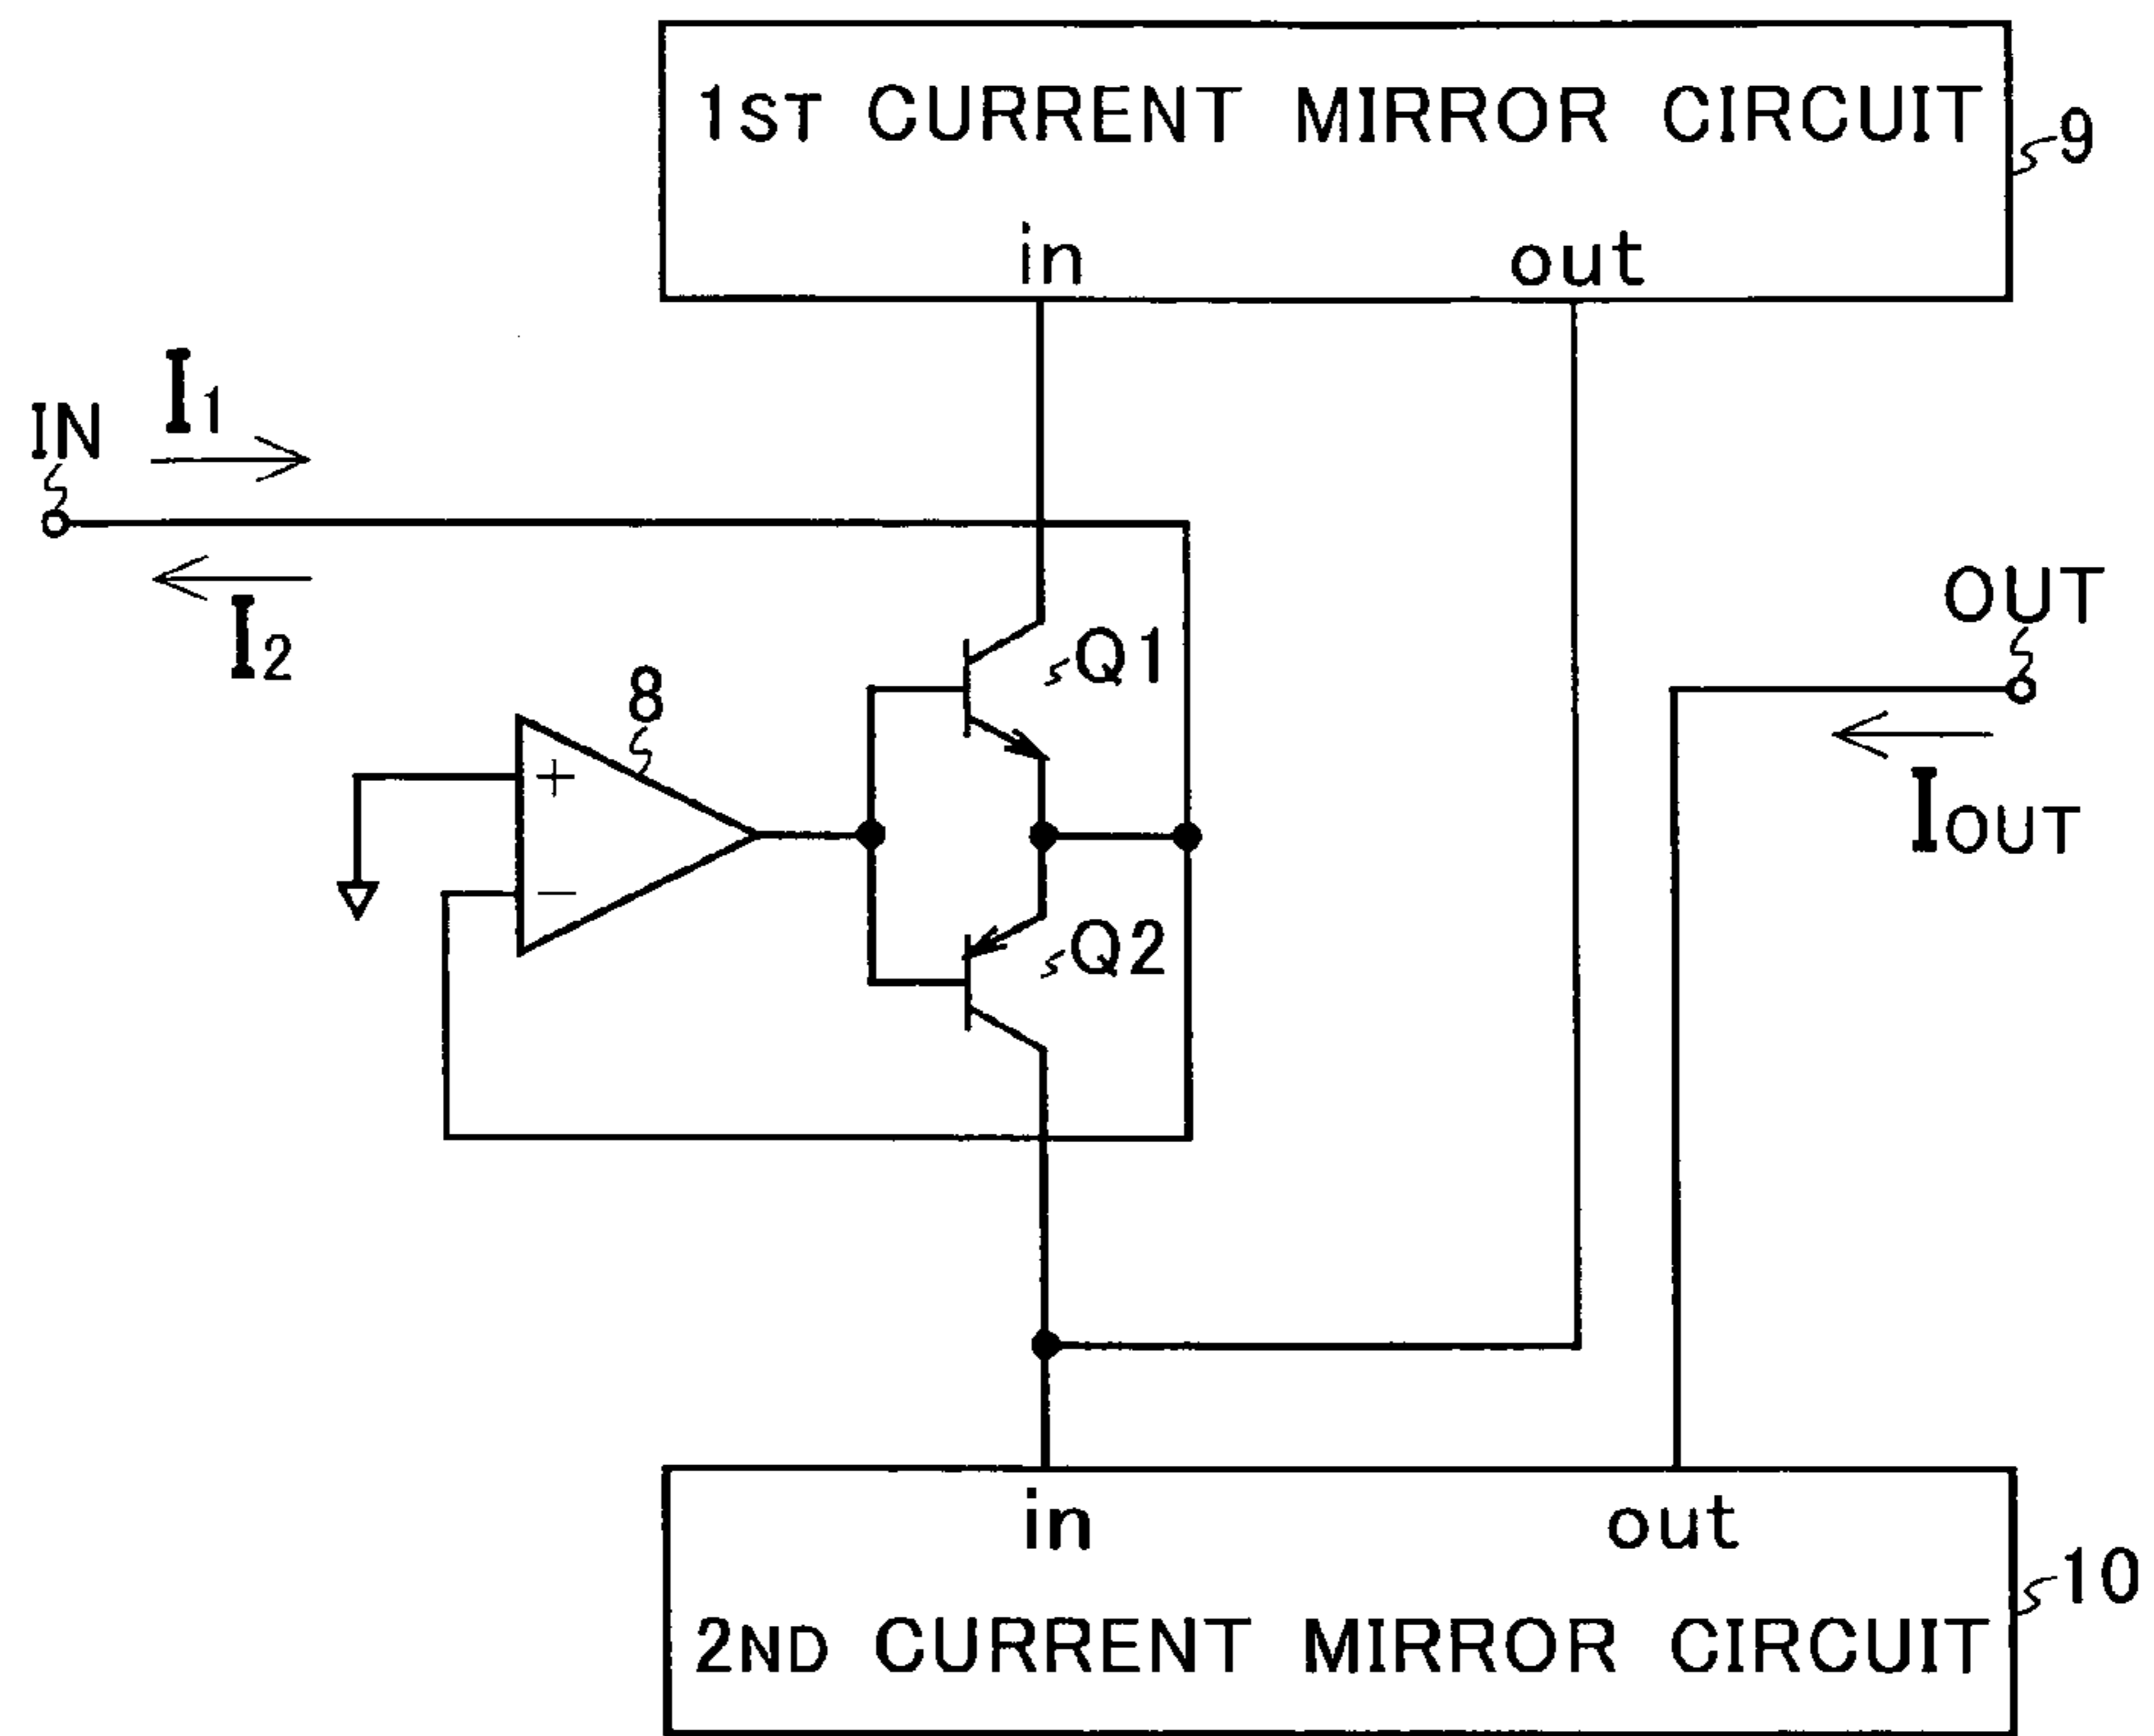 1ST CURRENT MIRROR CIRCUIT
9
in out
I1
IN
I2
OUT
Q1
8
IOUT
+
−
Q2
in out
10
2ND CURRENT MIRROR CIRCUIT